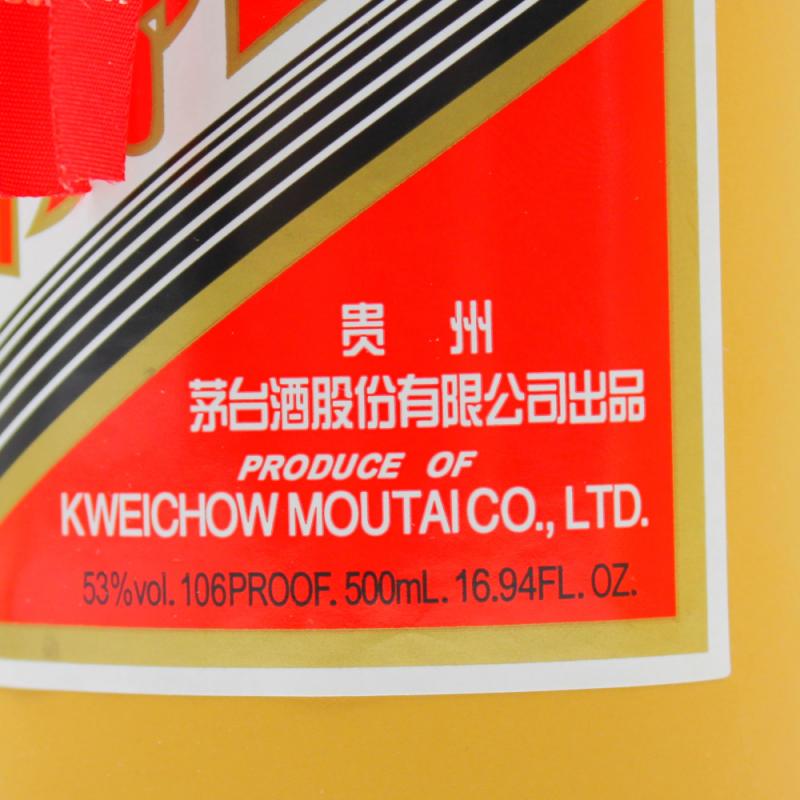 贵 州
茅台酒股份有限公司出品
PRODUCE OF
KWEICHOW MOUTAI CO., LTD.
53%vol. 106PROOF. 500mL. 16.94FL. OZ.